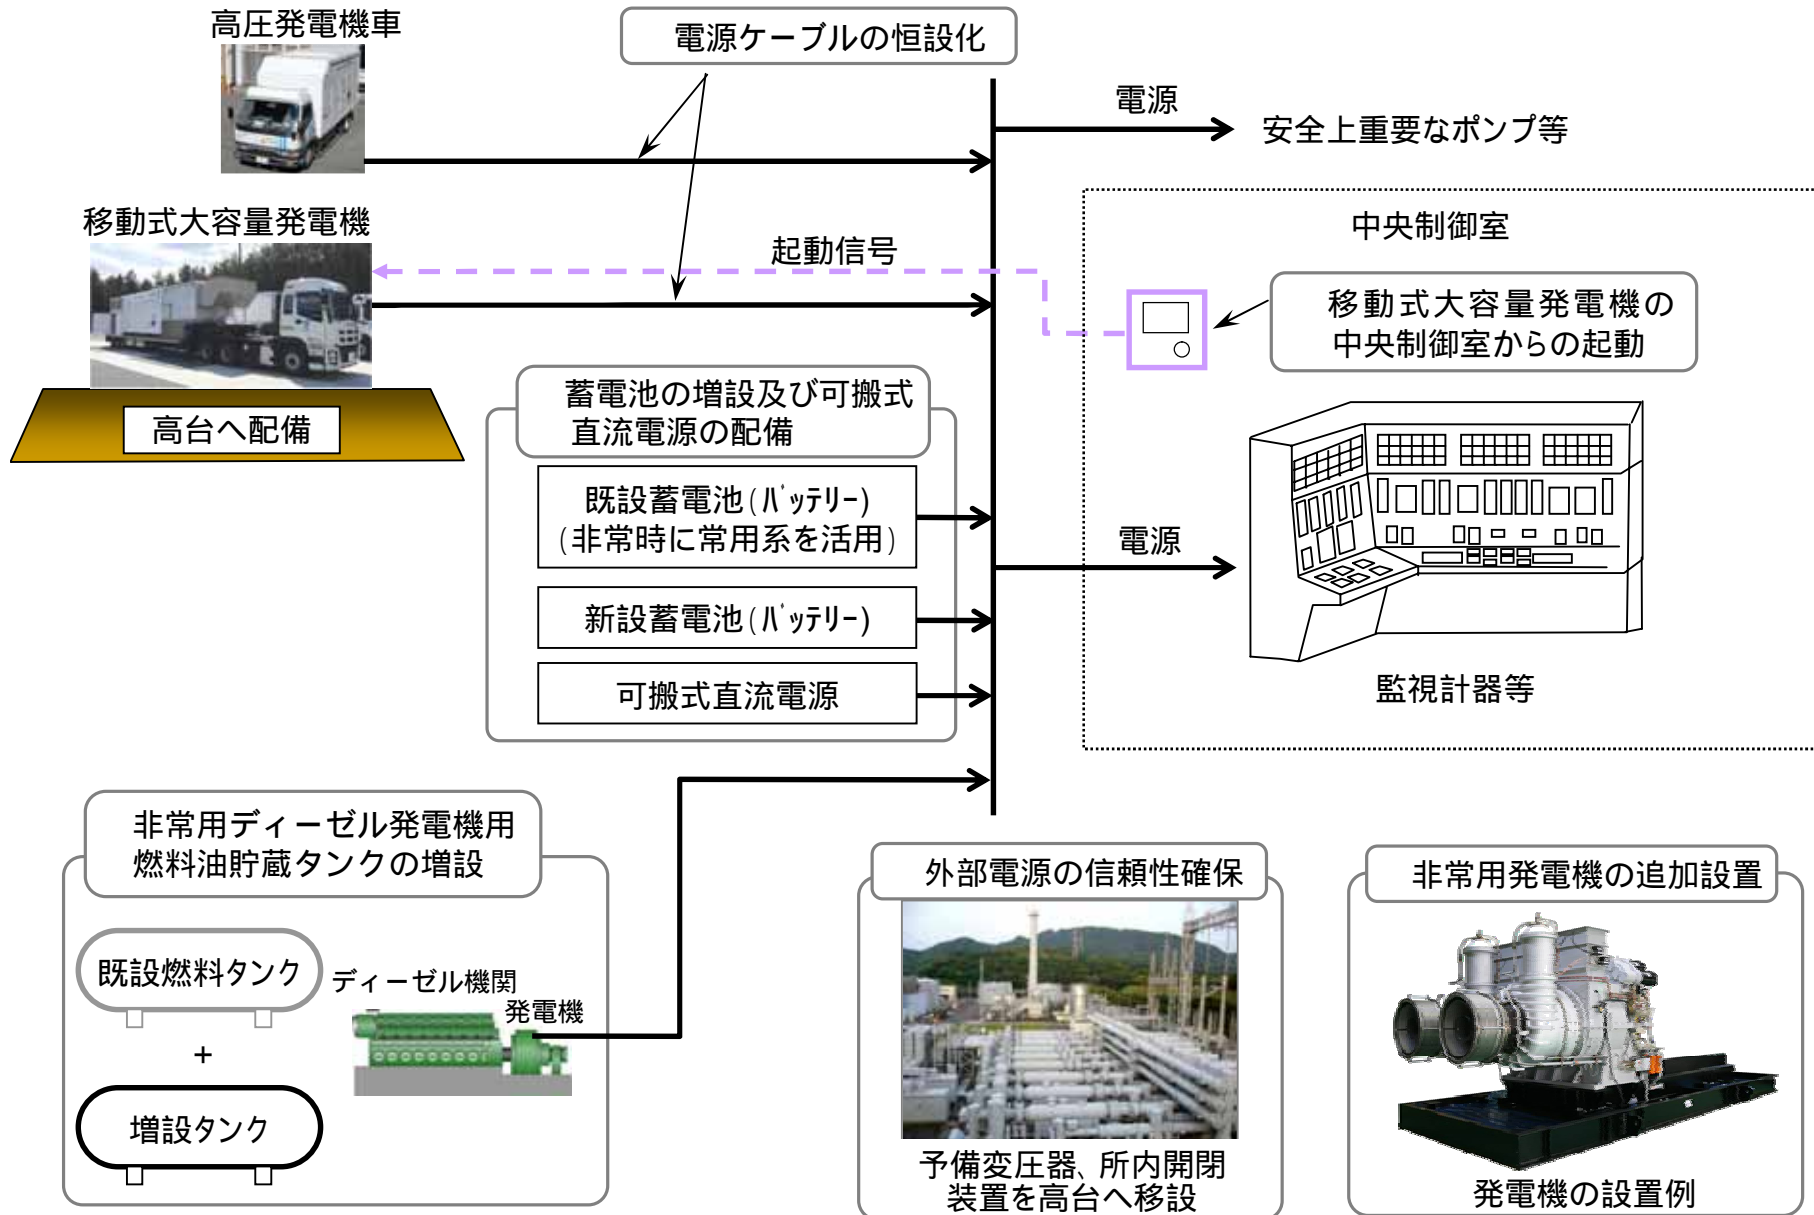 高圧発電機車
電源ケーブルの恒設化
電源
安全上重要なポンプ等
移動式大容量発電機
起動信号
中央制御室
移動式大容量発電機の
中央制御室からの起動
高台へ配備
蓄電池の増設及び可搬式
直流電源の配備
既設蓄電池(バッテリー)
(非常時に常用系を活用)
電源
新設蓄電池(バッテリー)
可搬式直流電源
監視計器等
非常用ディーゼル発電機用
燃料油貯蔵タンクの増設
既設燃料タンク
+
増設タンク
ディーゼル機関
発電機
外部電源の信頼性確保
予備変圧器、所内開閉
装置を高台へ移設
非常用発電機の追加設置
発電機の設置例